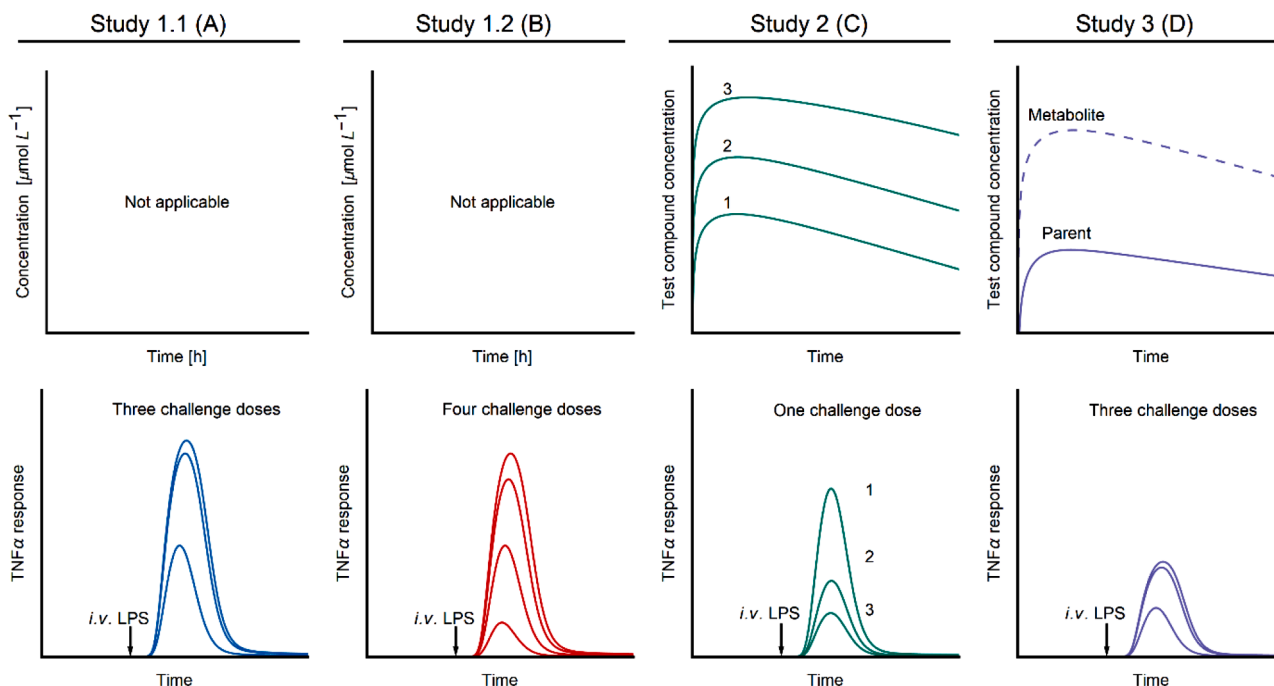 Study 1.1 (A)
Study 1.2 (B)
Study 2 (C)
Study 3 (D)
Concentration [µmol L⁻¹]
Not applicable
Time [h]
Concentration [µmol L⁻¹]
Not applicable
Time [h]
Test compound concentration
3
2
1
Time
Test compound concentration
Metabolite
Parent
Time
TNFα response
Three challenge doses
i.v. LPS
Time
TNFα response
Four challenge doses
i.v. LPS
Time
TNFα response
One challenge dose
1
2
3
i.v. LPS
Time
TNFα response
Three challenge doses
i.v. LPS
Time